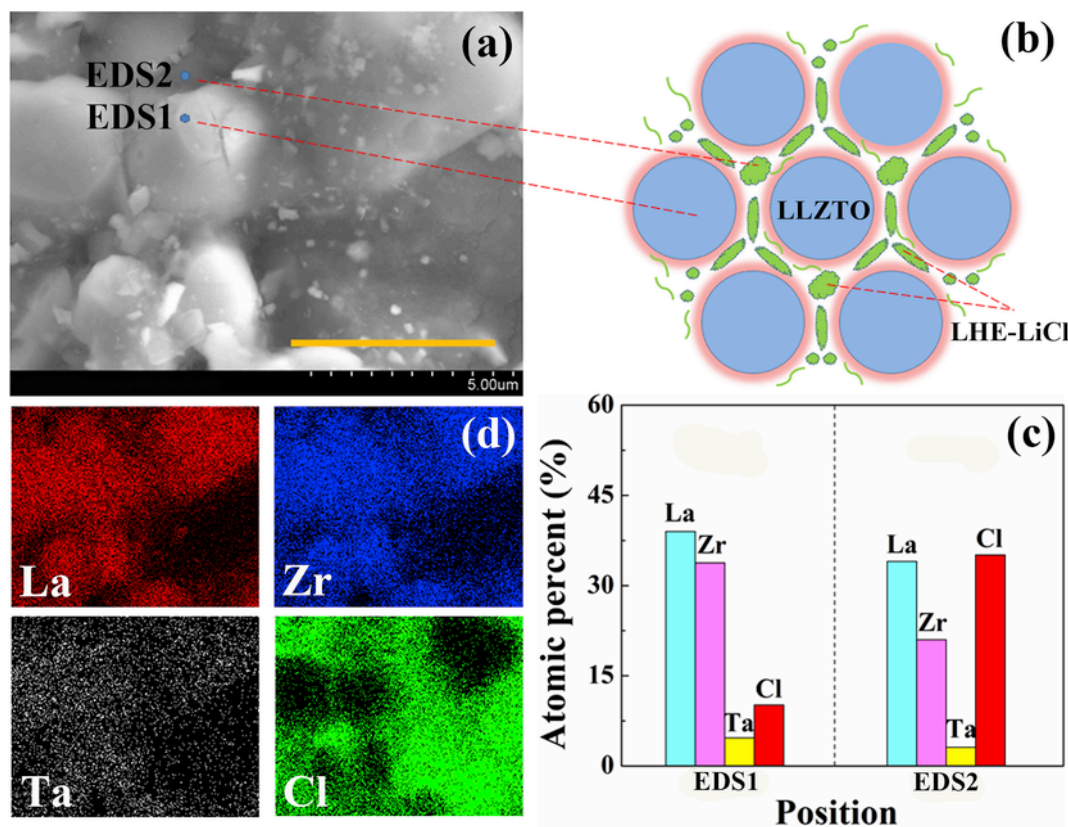 (a)
EDS2
EDS1
5.00um
(b)
LLZTO
LHE-LiCl
(d)
La
Zr
Ta
Cl
(c)
Atomic percent (%)
60
45
30
15
0
La
Zr
Ta
Cl
La
Zr
Ta
Cl
EDS1
EDS2
Position